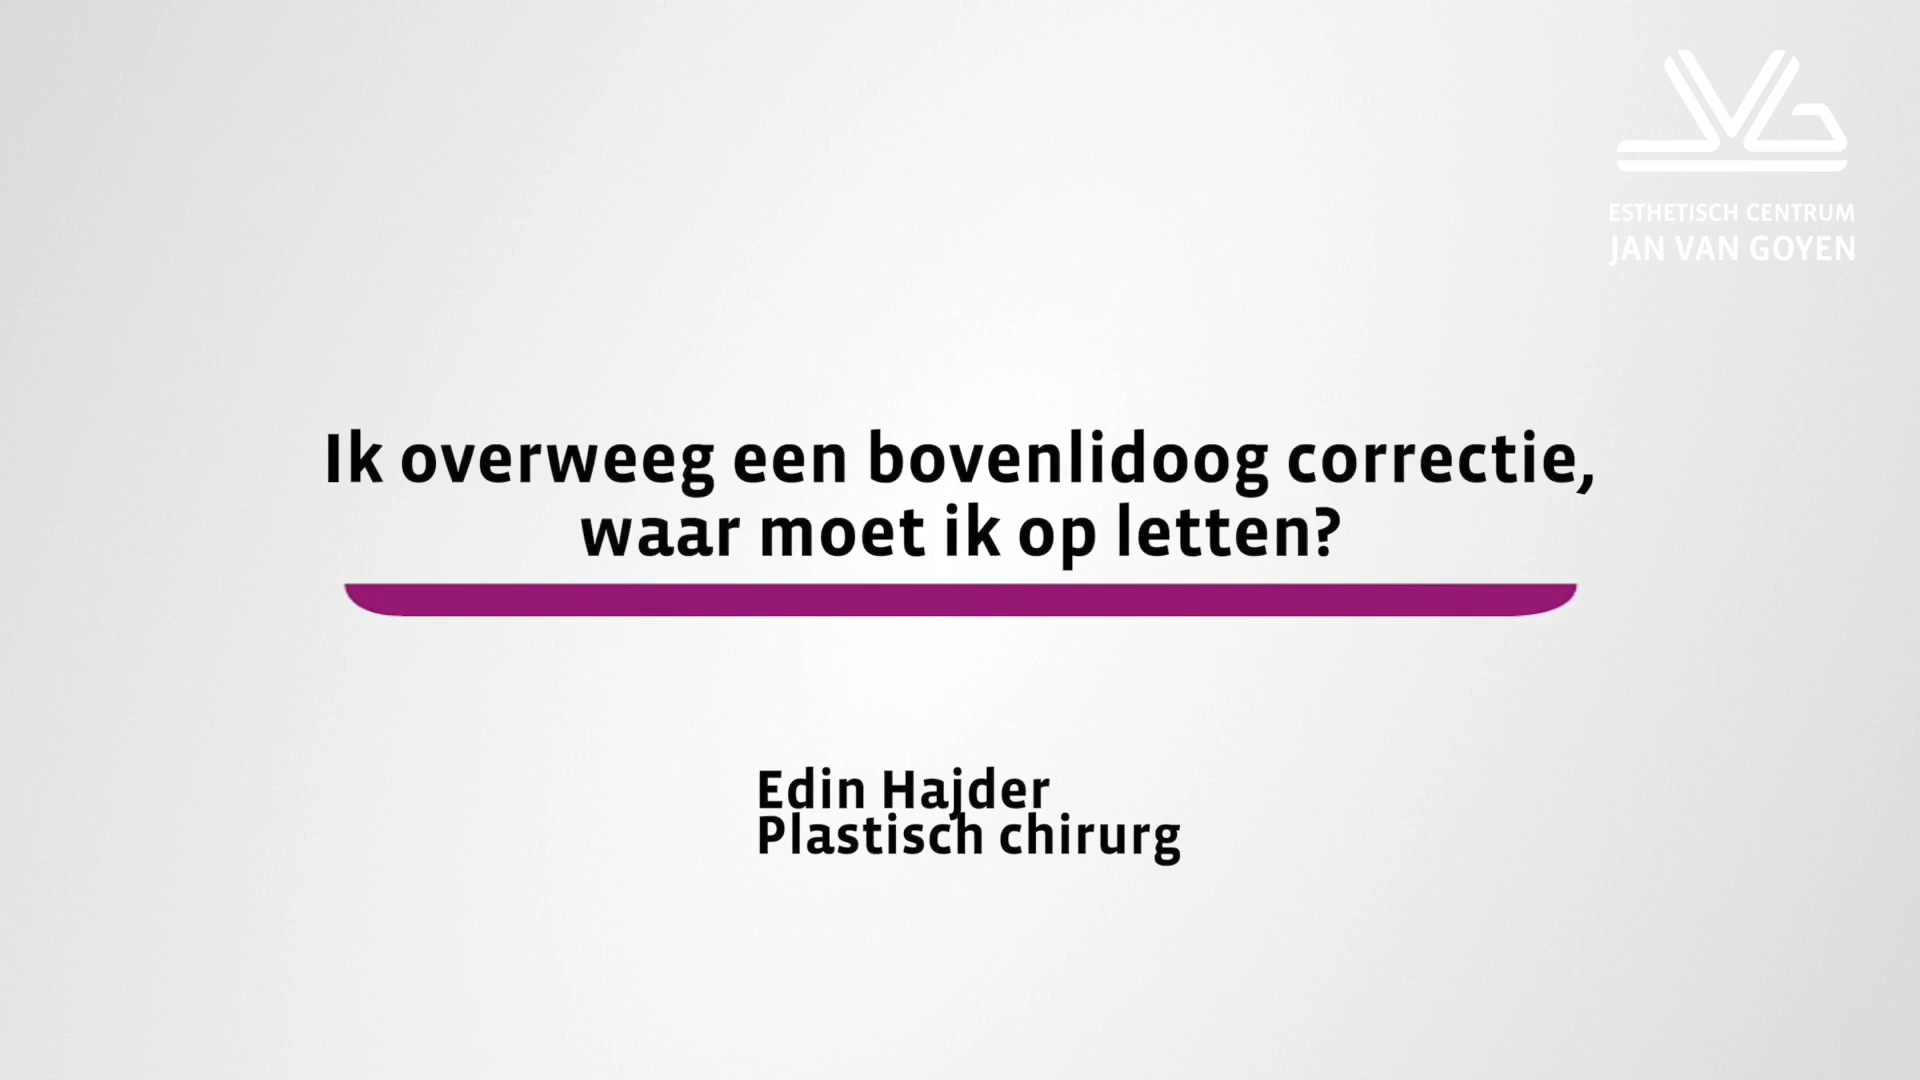 ESTHETISCH CENTRUM
JAN VAN GOYEN
Ik overweeg een bovenlidoog correctie,
waar moet ik op letten?
Edin Hajder
Plastisch chirurg